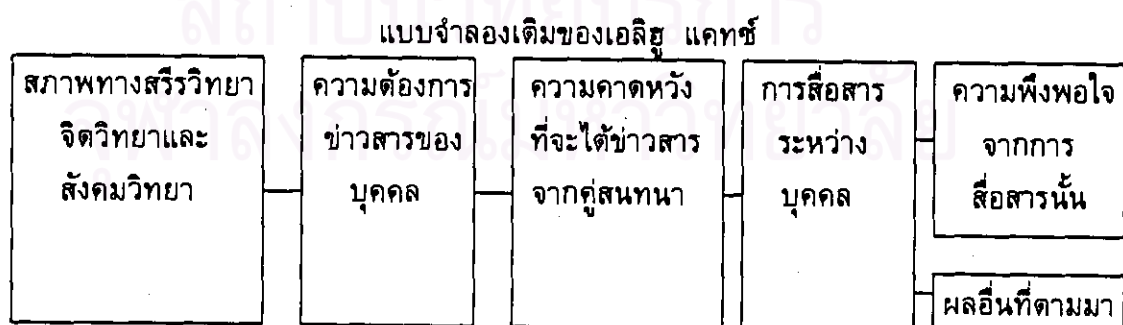 แบบจำลองเดิมของเอลิฮู แคทซ์
สภาพทางสรีรวิทยา
จิตวิทยาและ
สังคมวิทยา
ความต้องการ
ข่าวสารของ
บุคคล
ความคาดหวัง
ที่จะได้ข่าวสาร
จากคู่สนทนา
การสื่อสาร
ระหว่าง
บุคคล
ความพึงพอใจ
จากการ
สื่อสารนั้น
ผลอื่นที่ตามมา